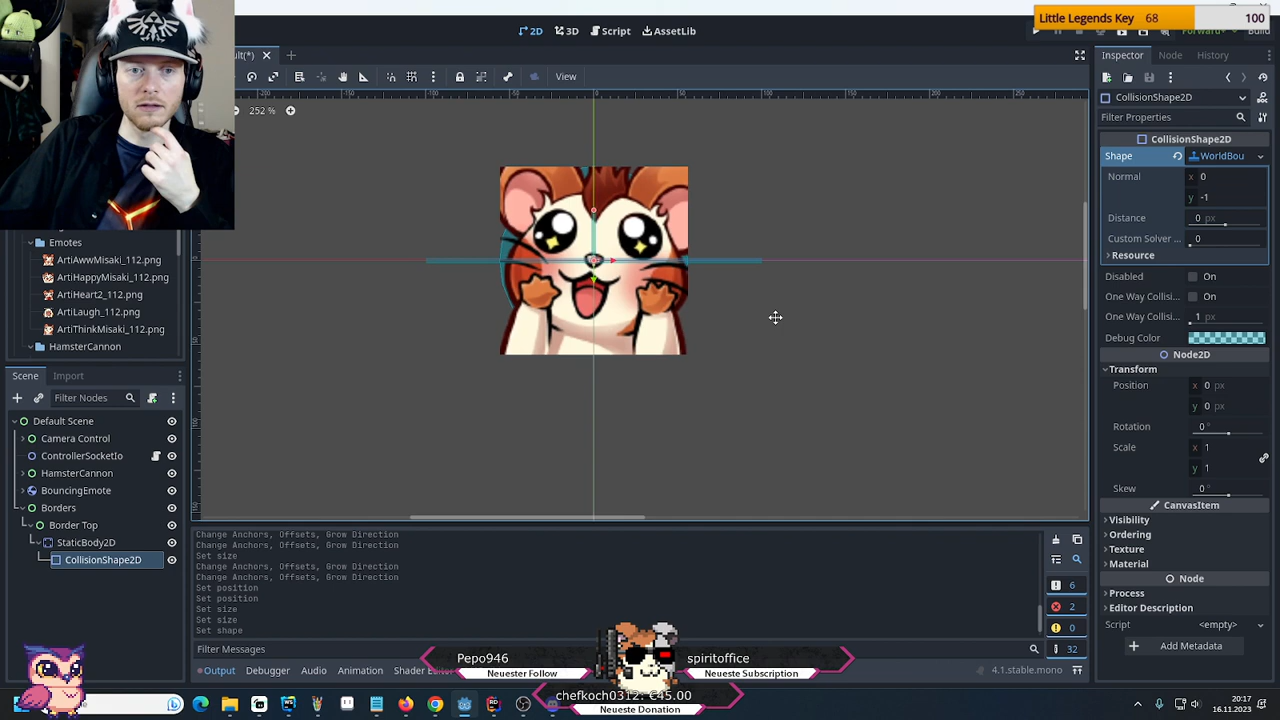 Little Legends Key 68 100
2D 3D Script AssetLib
Forward+ Build
ult(*)
View
252 %
Inspector Node History
CollisionShape2D
Filter Properties
CollisionShape2D
Shape WorldBou
Normal x 0
y -1
Distance 0 px
Custom Solver ... 0
Resource
Disabled On
One Way Collisi... On
One Way Collisi... 1 px
Debug Color
Node2D
Transform
Position x 0 px
y 0 px
Rotation 0 °
Scale x 1
y 1
Skew 0 °
CanvasItem
Visibility
Ordering
Texture
Material
Node
Process
Editor Description
Script <empty>
Add Metadata
Emotes
ArtiAwwMisaki_112.png
ArtiHappyMisaki_112.png
ArtiHeart2_112.png
ArtiLaugh_112.png
ArtiThinkMisaki_112.png
HamsterCannon
Scene Import
Filter Nodes
Default Scene
Camera Control
ControllerSocketIo
HamsterCannon
BouncingEmote
Borders
Border Top
StaticBody2D
CollisionShape2D
Change Anchors, Offsets, Grow Direction
Change Anchors, Offsets, Grow Direction
Set size
Change Anchors, Offsets, Grow Direction
Change Anchors, Offsets, Grow Direction
Set position
Set position
Set size
Set size
Set shape
6
2
0
32
Filter Messages
Output Debugger Audio Animation Shader
4.1.stable.mono
Pepo946
Neuester Follow
spiritoffice
Neueste Subscription
chefkoch0312: €45.00
Neueste Donation
20:17
16.11.2023